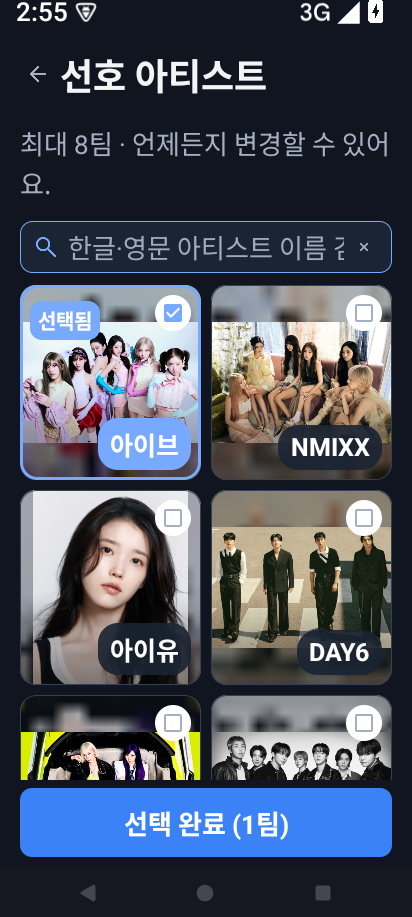 2:55
3G
선호 아티스트
최대 8팀 · 언제든지 변경할 수 있어
요.
한글·영문 아티스트 이름
선택됨
아이브
NMIXX
아이유
DAY6
선택 완료 (1팀)